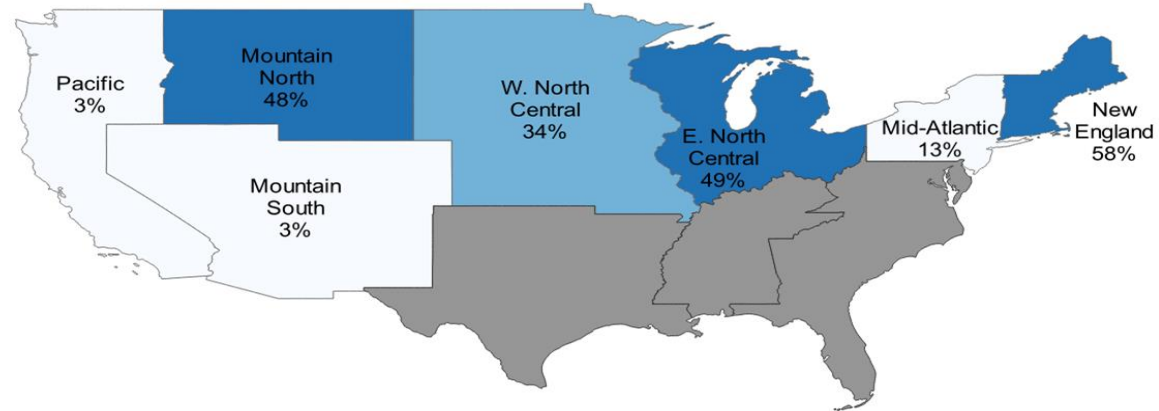 Pacific
3%
Mountain
North
48%
W. North
Central
34%
Mountain
South
3%
E. North
Central
49%
Mid-Atlantic
13%
New
England
58%